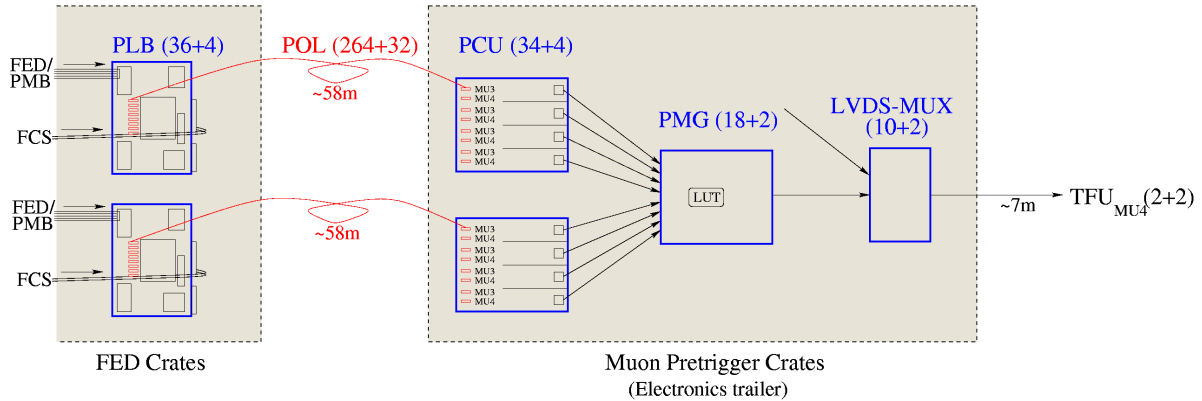 PLB (36+4)
POL (264+32)
PCU (34+4)
FED/
PMB
~58m
MU3
MU4
MU3
MU4
MU3
MU4
MU3
MU4
LVDS-MUX
(10+2)
PMG (18+2)
FCS
LUT
TFU MU4 (2+2)
~7m
FED/
PMB
~58m
MU3
MU4
MU3
MU4
MU3
MU4
MU3
MU4
FCS
FED Crates
Muon Pretrigger Crates
(Electronics trailer)